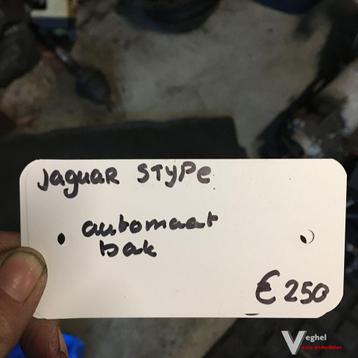 Jaguar STYPE
automaat
bak
€250
Veghel